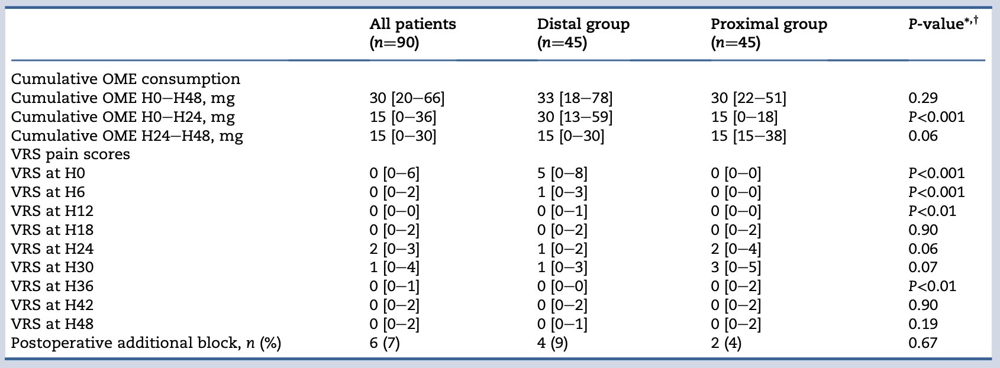 All patients Distal group Proximal group P-value*,†
(n=90) (n=45) (n=45)
Cumulative OME consumption
Cumulative OME H0–H48, mg 30 [20–66] 33 [18–78] 30 [22–51] 0.29
Cumulative OME H0–H24, mg 15 [0–36] 30 [13–59] 15 [0–18] P<0.001
Cumulative OME H24–H48, mg 15 [0–30] 15 [0–30] 15 [15–38] 0.06
VRS pain scores
VRS at H0 0 [0–6] 5 [0–8] 0 [0–0] P<0.001
VRS at H6 0 [0–2] 1 [0–3] 0 [0–0] P<0.001
VRS at H12 0 [0–0] 0 [0–1] 0 [0–0] P<0.01
VRS at H18 0 [0–2] 0 [0–2] 0 [0–2] 0.90
VRS at H24 2 [0–3] 1 [0–2] 2 [0–4] 0.06
VRS at H30 1 [0–4] 1 [0–3] 3 [0–5] 0.07
VRS at H36 0 [0–1] 0 [0–0] 0 [0–2] P<0.01
VRS at H42 0 [0–2] 0 [0–2] 0 [0–2] 0.90
VRS at H48 0 [0–2] 0 [0–1] 0 [0–2] 0.19
Postoperative additional block, n (%) 6 (7) 4 (9) 2 (4) 0.67